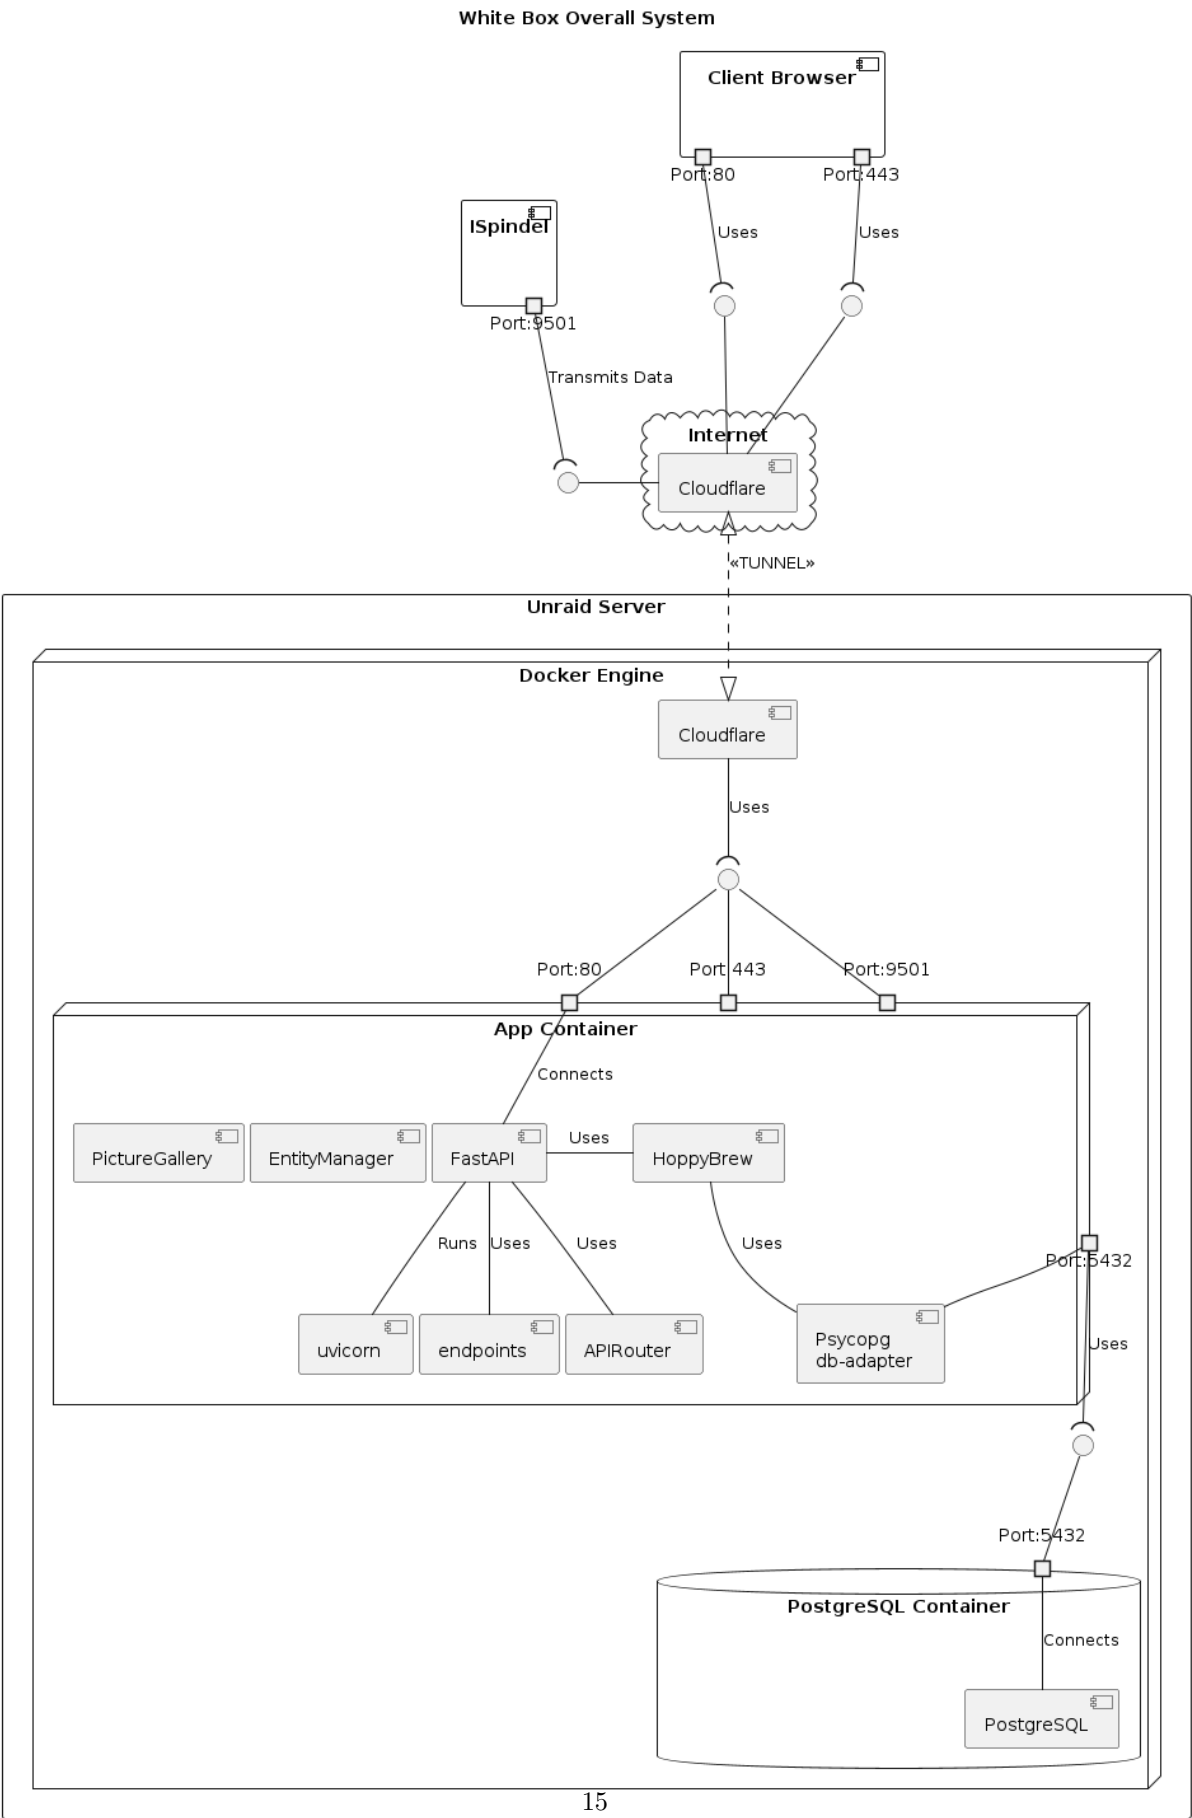 White Box Overall System
Client Browser
Port:80
Port:443
ISpindel
Uses
Uses
Port:9501
Transmits Data
Internet
Cloudflare
«TUNNEL»
Unraid Server
Docker Engine
Cloudflare
Uses
Port:80
Port:443
Port:9501
App Container
Connects
PictureGallery
EntityManager
FastAPI
Uses
HoppyBrew
Runs
Uses
Uses
Uses
Port:5432
uvicorn
endpoints
APIRouter
Psycopg
db-adapter
Uses
Port:5432
PostgreSQL Container
Connects
PostgreSQL
15